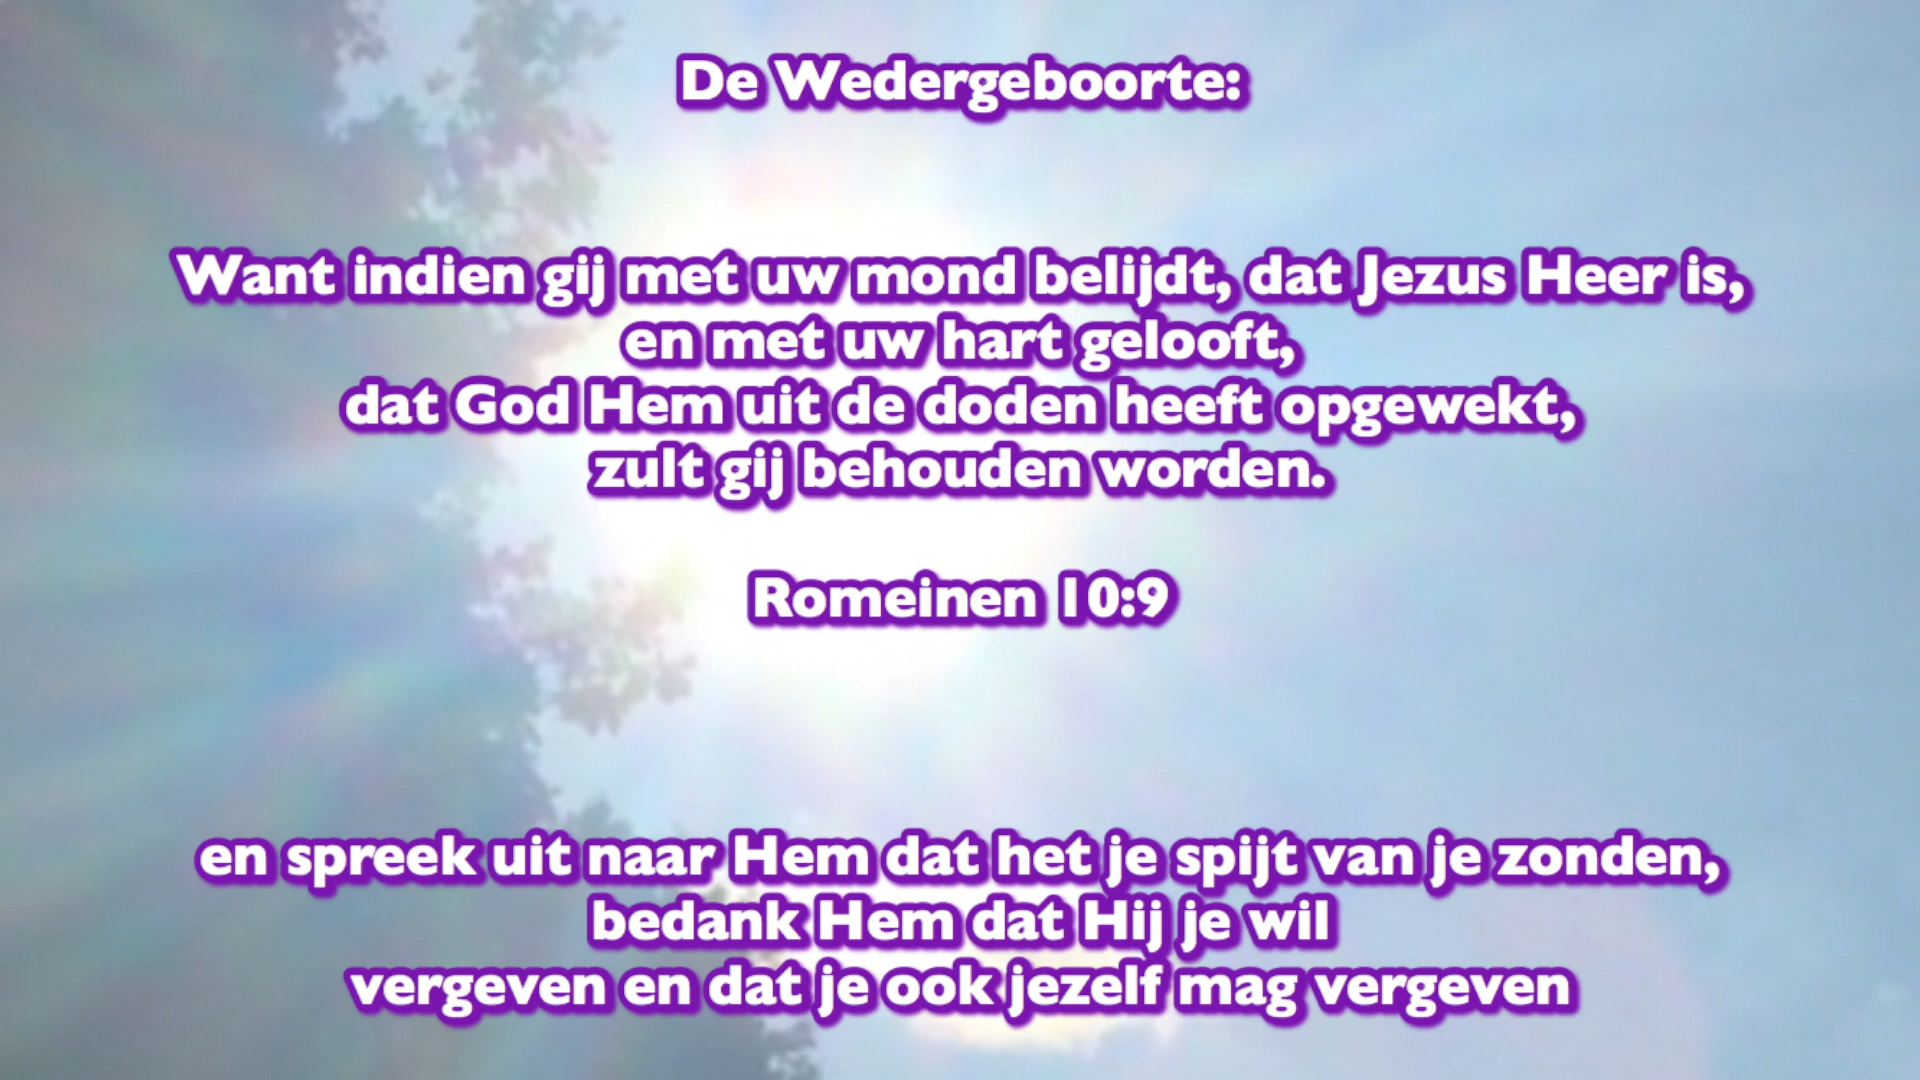 De Wedergeboorte:
Want indien gij met uw mond belijdt, dat Jezus Heer is,
en met uw hart gelooft,
dat God Hem uit de doden heeft opgewekt,
zult gij behouden worden.
Romeinen 10:9
en spreek uit naar Hem dat het je spijt van je zonden,
bedank Hem dat Hij je wil
vergeven en dat je ook jezelf mag vergeven